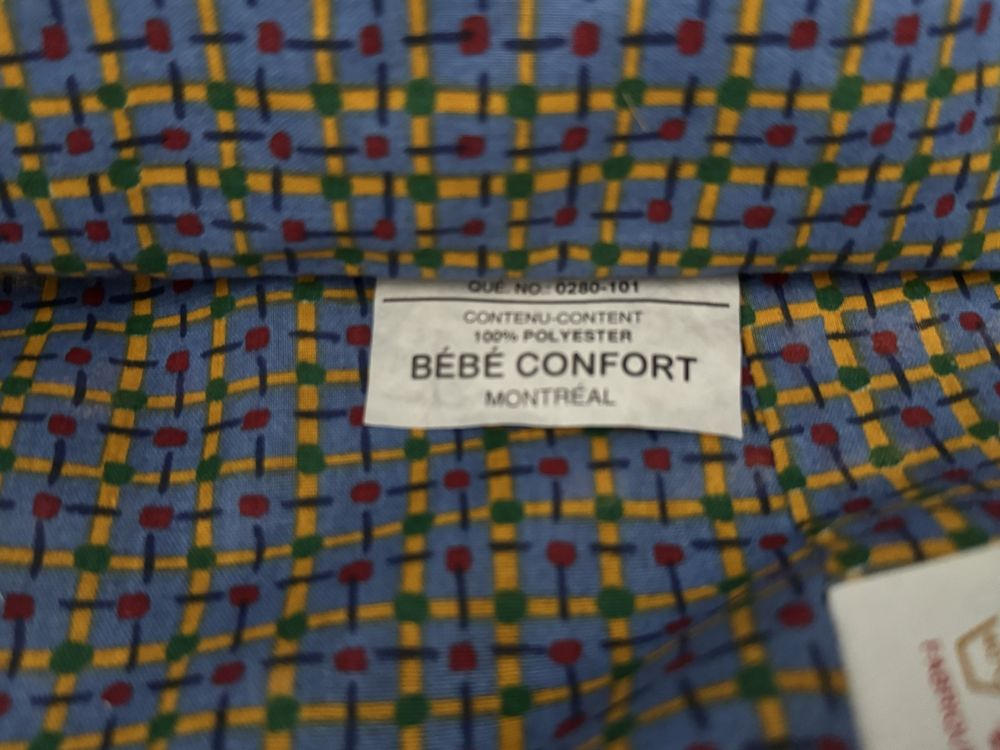 QUÉ. NO.: 0280-101
CONTENU-CONTENT
100% POLYESTER
BÉBÉ CONFORT
MONTRÉAL